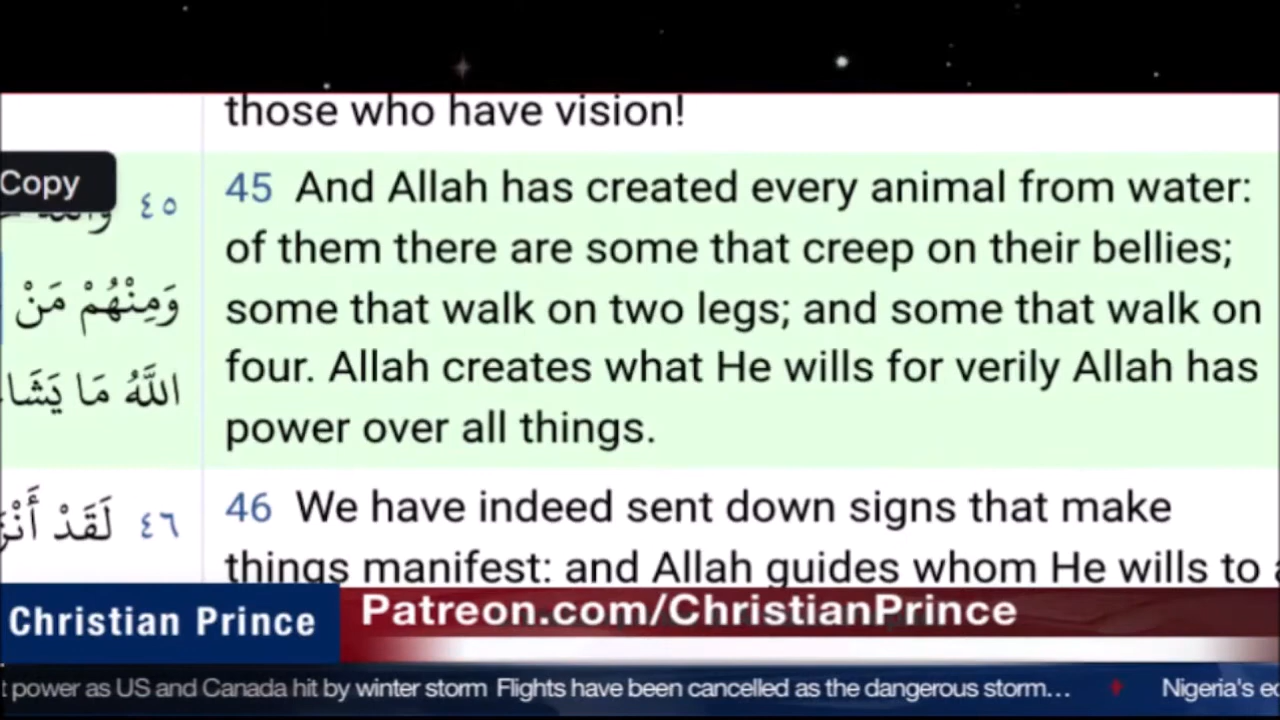 those who have vision!
Copy
٤٥
45 And Allah has created every animal from water:
of them there are some that creep on their bellies;
وَمِنْهُمْ مَنْ
some that walk on two legs; and some that walk on
اللَّهُ مَا يَشَا
four. Allah creates what He wills for verily Allah has
power over all things.
لَقَدْ ٤٦
46 We have indeed sent down signs that make
things manifest: and Allah guides whom He wills to
Christian Prince
Patreon.com/ChristianPrince
t power as US and Canada hit by winter storm Flights have been cancelled as the dangerous storm... Nigeria's